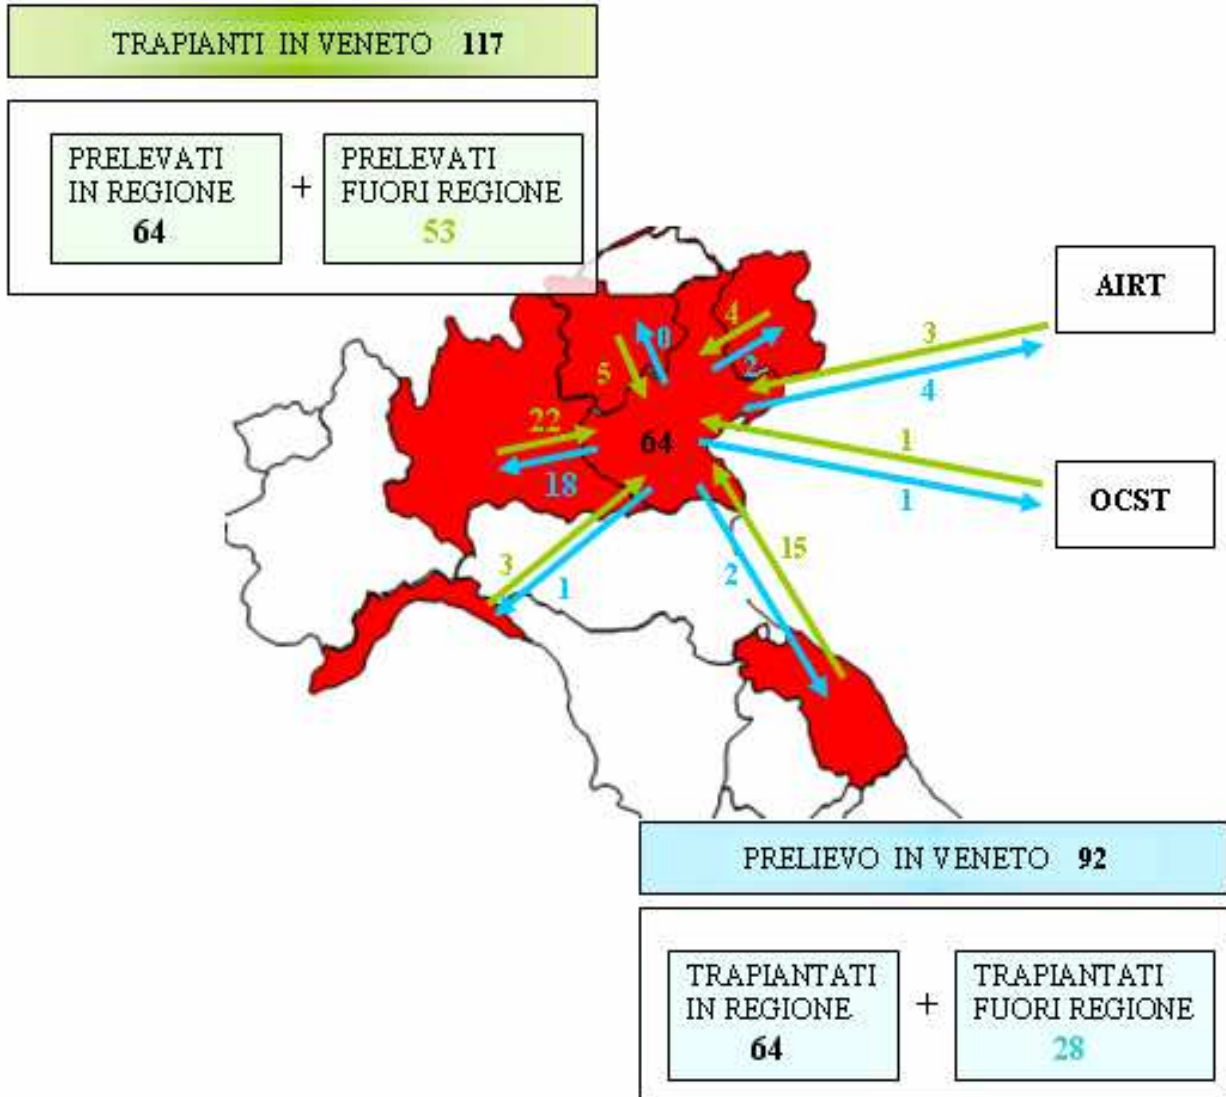 TRAPIANTI IN VENETO 117
PRELEVATI
IN REGIONE
64
+
PRELEVATI
FUORI REGIONE
53
AIRT
4
0
3
2
5
4
22
64
1
18
1
OCST
15
3
2
1
PRELIEVO IN VENETO 92
TRAPIANTATI
IN REGIONE
64
+
TRAPIANTATI
FUORI REGIONE
28